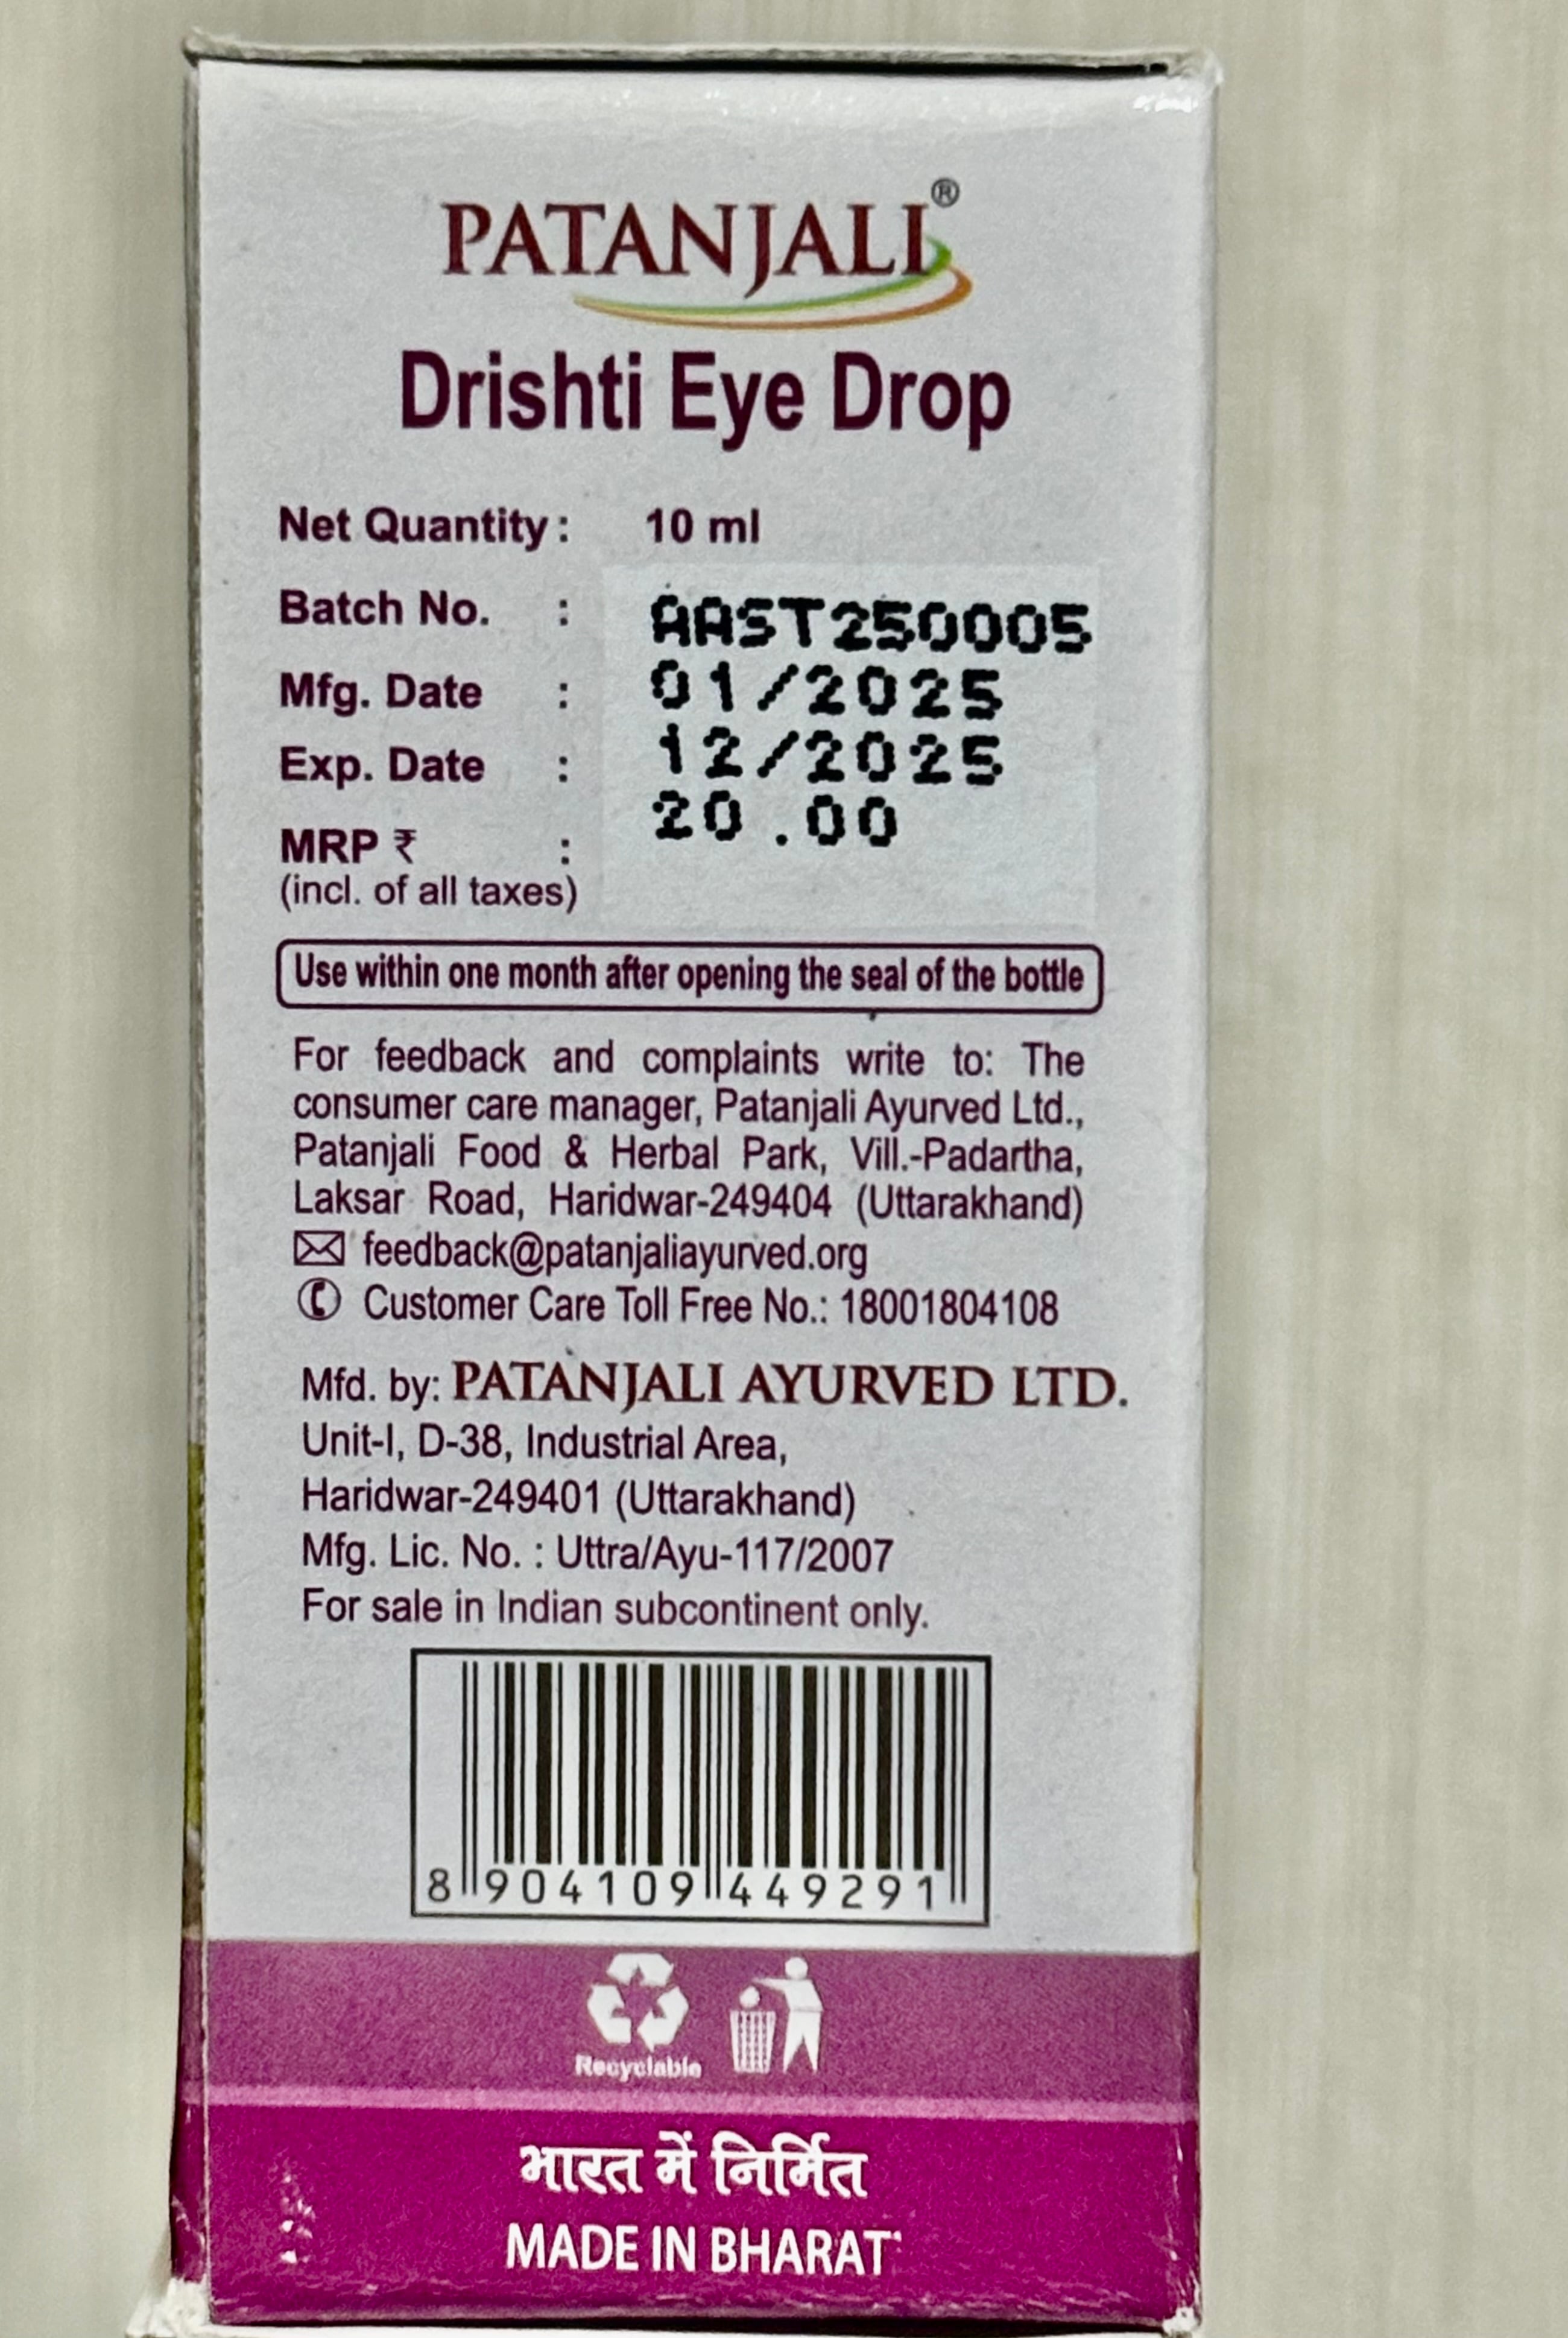 PATANJALI®
Drishti Eye Drop
Net Quantity : 10 ml
Batch No. : AAST250005
Mfg. Date : 01/2025
Exp. Date : 12/2025
MRP ₹ : 20.00
(incl. of all taxes)
Use within one month after opening the seal of the bottle
For feedback and complaints write to: The
consumer care manager, Patanjali Ayurved Ltd.,
Patanjali Food & Herbal Park, Vill.-Padartha,
Laksar Road, Haridwar-249404 (Uttarakhand)
feedback@patanjaliayurved.org
Customer Care Toll Free No.: 18001804108
Mfd. by: PATANJALI AYURVED LTD.
Unit-I, D-38, Industrial Area,
Haridwar-249401 (Uttarakhand)
Mfg. Lic. No. : Uttra/Ayu-117/2007
For sale in Indian subcontinent only.
8 904109 449291
Recyclable
भारत में निर्मित
MADE IN BHARAT